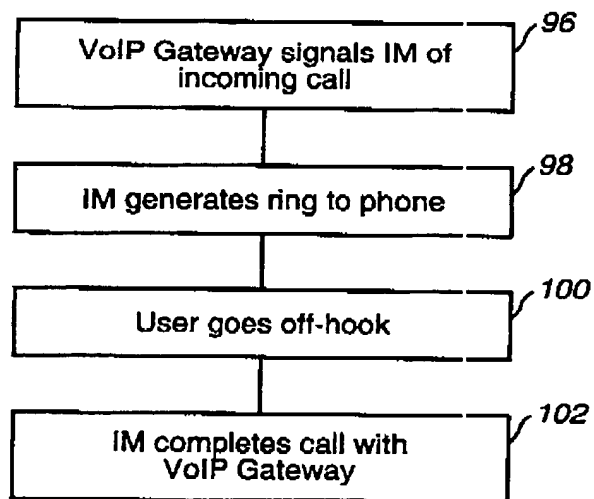 96
VoIP Gateway signals IM of
incoming call
98
IM generates ring to phone
100
User goes off-hook
102
IM completes call with
VoIP Gateway